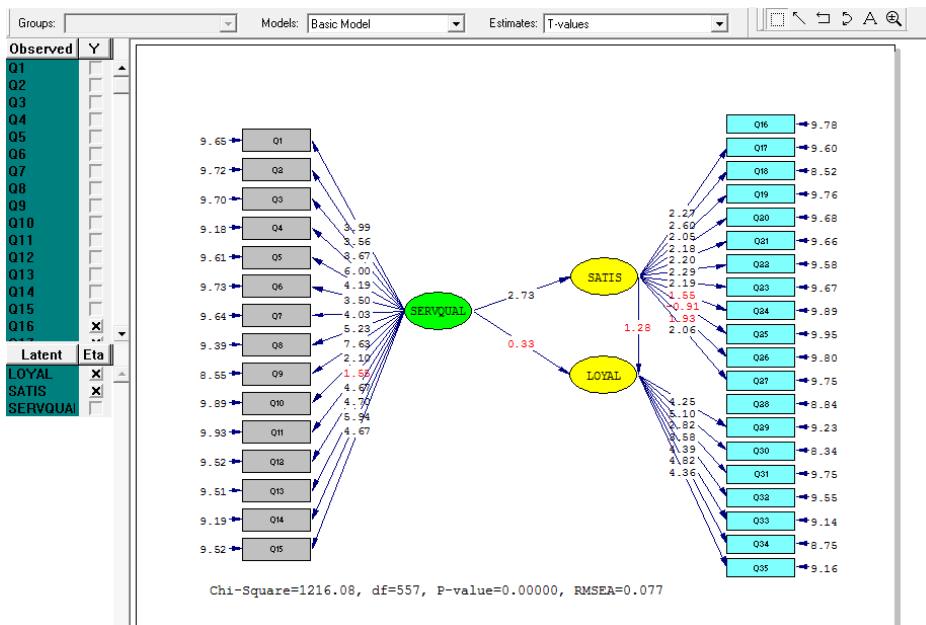 Groups: Models: Basic Model Estimates: T-values
Observed Y
Q1
Q2
Q3
Q4
Q5
Q6
Q7
Q8
Q9
Q10
Q11
Q12
Q13
Q14
Q15
Q16
Latent Eta
LOYAL
SATIS
SERVQUAL
9.65 Q1
9.72 Q2
9.70 Q3
9.18 Q4
9.61 Q5
9.73 Q6
9.64 Q7
9.39 Q8
8.55 Q9
9.89 Q10
9.93 Q11
9.52 Q12
9.51 Q13
9.19 Q14
9.52 Q15
3.99
3.56
3.67
6.00
4.19
3.50
4.03
5.23
7.63
2.10
1.55
4.67
4.70
5.94
4.67
SERVQUAL
2.73
0.33
SATIS
1.28
LOYAL
2.27
2.60
2.05
2.18
2.20
2.29
2.19
1.55
-0.91
1.93
2.06
4.25
5.10
2.82
3.58
4.39
4.82
4.36
Q16 9.78
Q17 9.60
Q18 8.52
Q19 9.76
Q20 9.68
Q21 9.66
Q22 9.58
Q23 9.67
Q24 9.89
Q25 9.95
Q26 9.80
Q27 9.75
Q28 8.84
Q29 9.23
Q30 8.34
Q31 9.75
Q32 9.55
Q33 9.14
Q34 8.75
Q35 9.16
Chi-Square=1216.08, df=557, P-value=0.00000, RMSEA=0.077